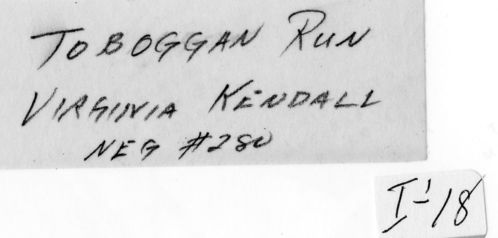 TOBOGGAN RUN
VIRGINIA KENDALL
NEG #280
I-'18